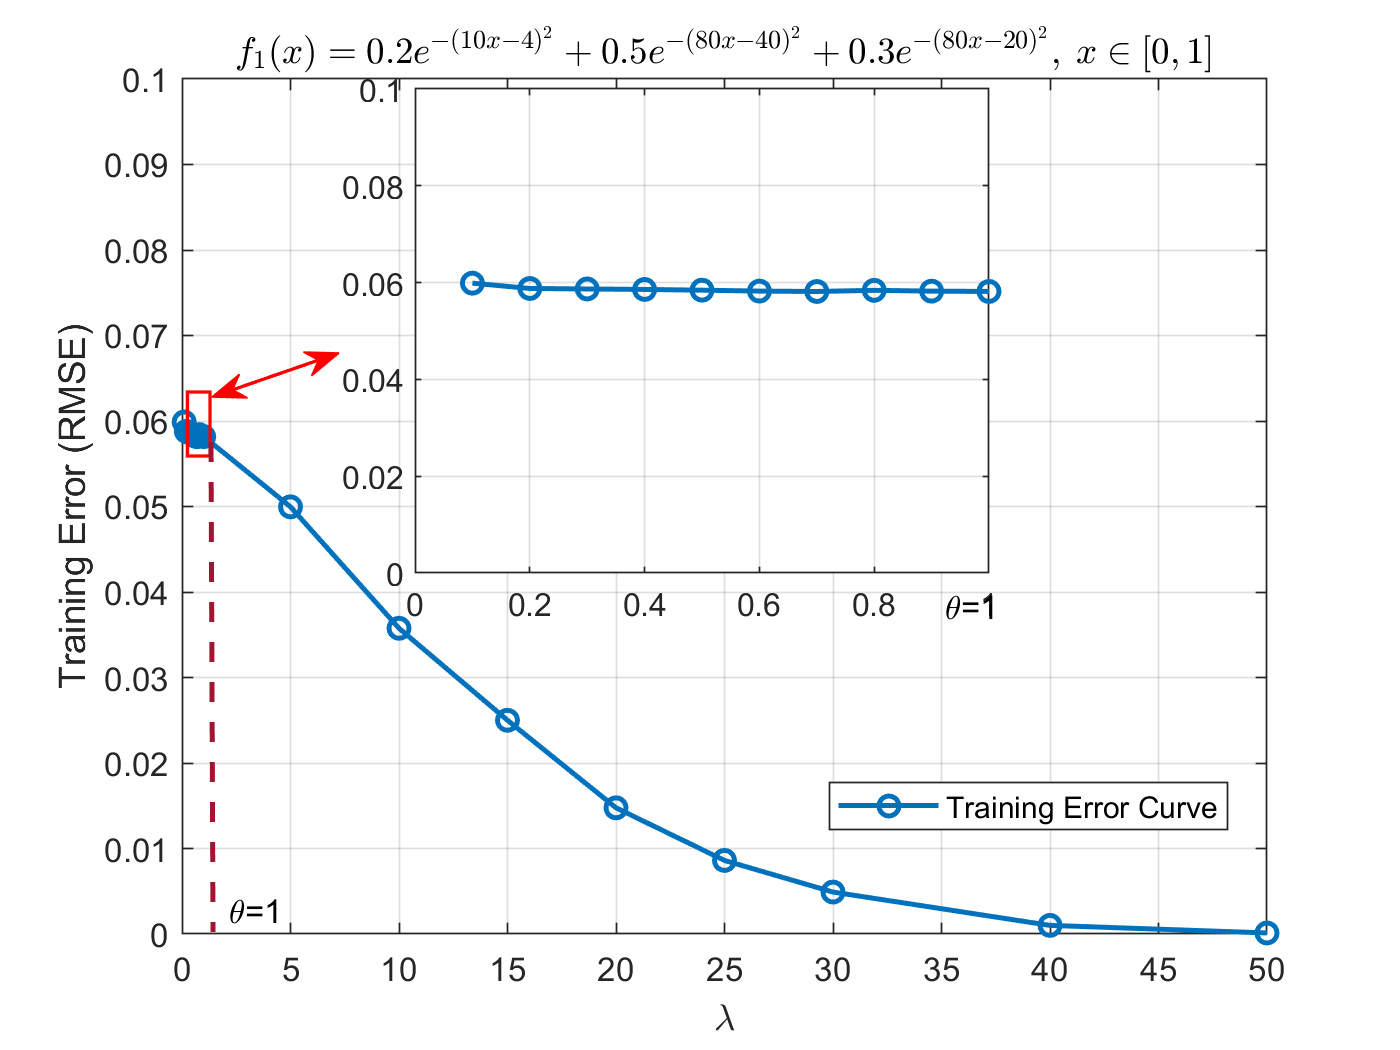 f₁(x) = 0.2e^{-(10x-4)²} + 0.5e^{-(80x-40)²} + 0.3e^{-(80x-20)²}, x ∈ [0, 1]
Training Error (RMSE)
0.1
0.09
0.08
0.07
0.06
0.05
0.04
0.03
0.02
0.01
0
0.1
0.08
0.06
0.04
0.02
0
0 0.2 0.4 0.6 0.8 θ=1
Training Error Curve
θ=1
0 5 10 15 20 25 30 35 40 45 50
λ